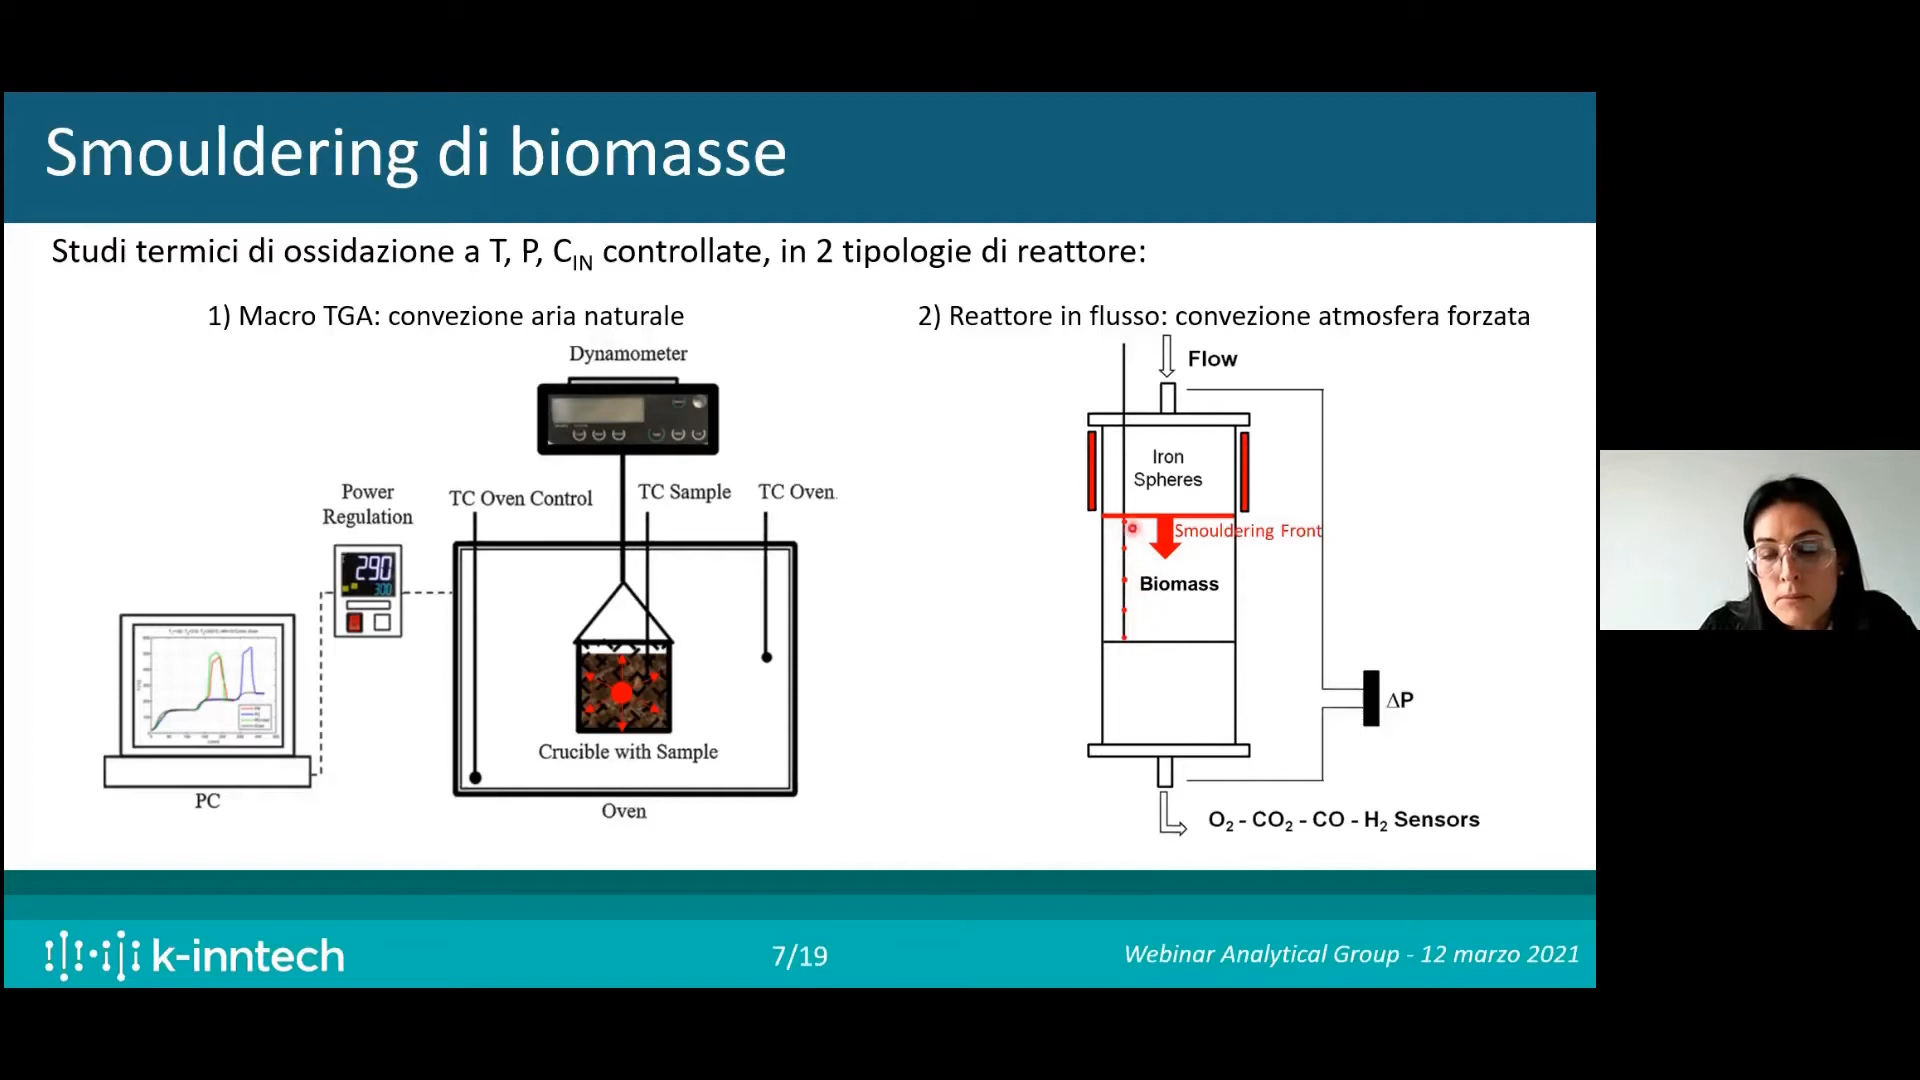 Smouldering di biomasse
Studi termici di ossidazione a T, P, C_IN controllate, in 2 tipologie di reattore:
1) Macro TGA: convezione aria naturale
2) Reattore in flusso: convezione atmosfera forzata
Dynamometer
Power
Regulation
TC Oven Control
TC Sample
TC Oven
290
300
Crucible with Sample
Oven
PC
Flow
Iron
Spheres
Smouldering Front
Biomass
ΔP
O₂ - CO₂ - CO - H₂ Sensors
k-inntech
7/19
Webinar Analytical Group - 12 marzo 2021